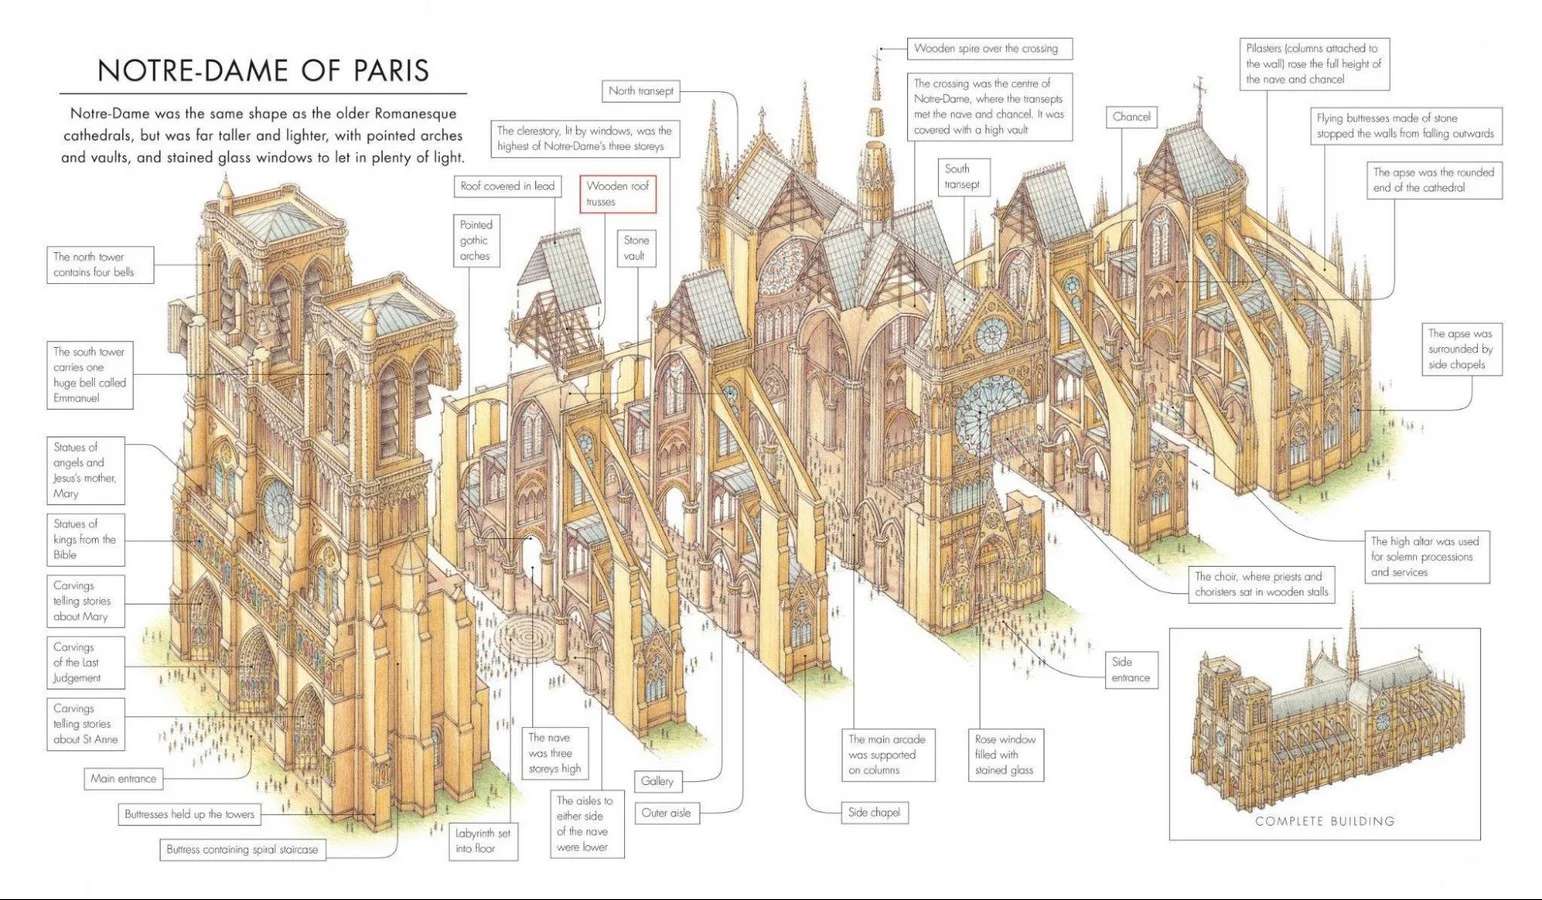 NOTRE-DAME OF PARIS
Notre-Dame was the same shape as the older Romanesque
cathedrals, but was far taller and lighter, with pointed arches
and vaults, and stained glass windows to let in plenty of light.
The north tower
contains four bells
The south tower
carries one
huge bell called
Emmanuel
Statues of
angels and
Jesus's mother,
Mary
Statues of
kings from the
Bible
Carvings
telling stories
about Mary
Carvings
of the Last
Judgement
Carvings
telling stories
about St Anne
Main entrance
Buttresses held up the towers
Buttress containing spiral staircase
North transept
The clerestory, lit by windows, was the
highest of Notre-Dame's three storeys
Roof covered in lead
Wooden roof
trusses
Pointed
gothic
arches
Stone
vault
Wooden spire over the crossing
The crossing was the centre of
Notre-Dame, where the transepts
met the nave and chancel. It was
covered with a high vault
South
transept
Chancel
Pilasters (columns attached to
the wall) rose the full height of
the nave and chancel
Flying buttresses made of stone
stopped the walls from falling outwards
The apse was the rounded
end of the cathedral
The apse was
surrounded by
side chapels
The high altar was used
for solemn processions
and services
The choir, where priests and
choristers sat in wooden stalls
Side
entrance
Rose window
filled with
stained glass
The main arcade
was supported
on columns
Side chapel
Gallery
Outer aisle
The nave
was three
storeys high
The aisles to
either side
of the nave
were lower
Labyrinth set
into floor
COMPLETE BUILDING